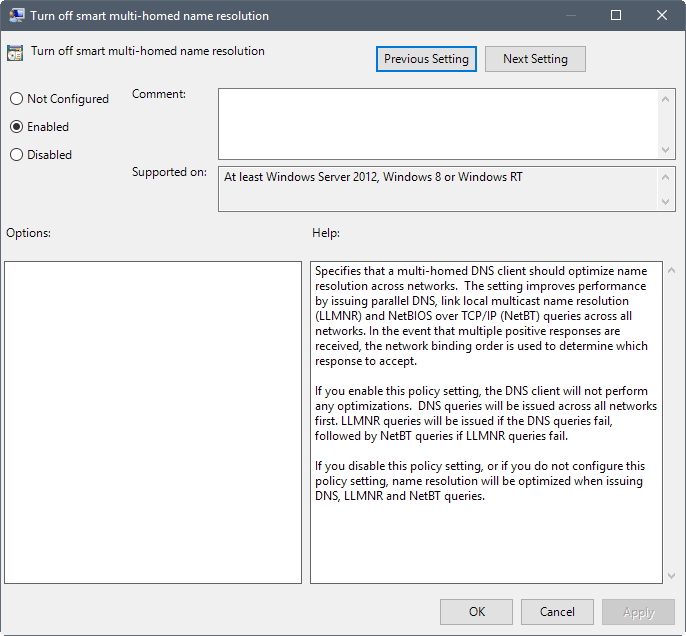 Turn off smart multi-homed name resolution
Turn off smart multi-homed name resolution
Previous Setting
Next Setting
Not Configured
Comment:
Enabled
Disabled
Supported on:
At least Windows Server 2012, Windows 8 or Windows RT
Options:
Help:
Specifies that a multi-homed DNS client should optimize name
resolution across networks.  The setting improves performance
by issuing parallel DNS, link local multicast name resolution
(LLMNR) and NetBIOS over TCP/IP (NetBT) queries across all
networks. In the event that multiple positive responses are
received, the network binding order is used to determine which
response to accept.
If you enable this policy setting, the DNS client will not perform
any optimizations.  DNS queries will be issued across all networks
first. LLMNR queries will be issued if the DNS queries fail,
followed by NetBT queries if LLMNR queries fail.
If you disable this policy setting, or if you do not configure this
policy setting, name resolution will be optimized when issuing
DNS, LLMNR and NetBT queries.
OK
Cancel
Apply